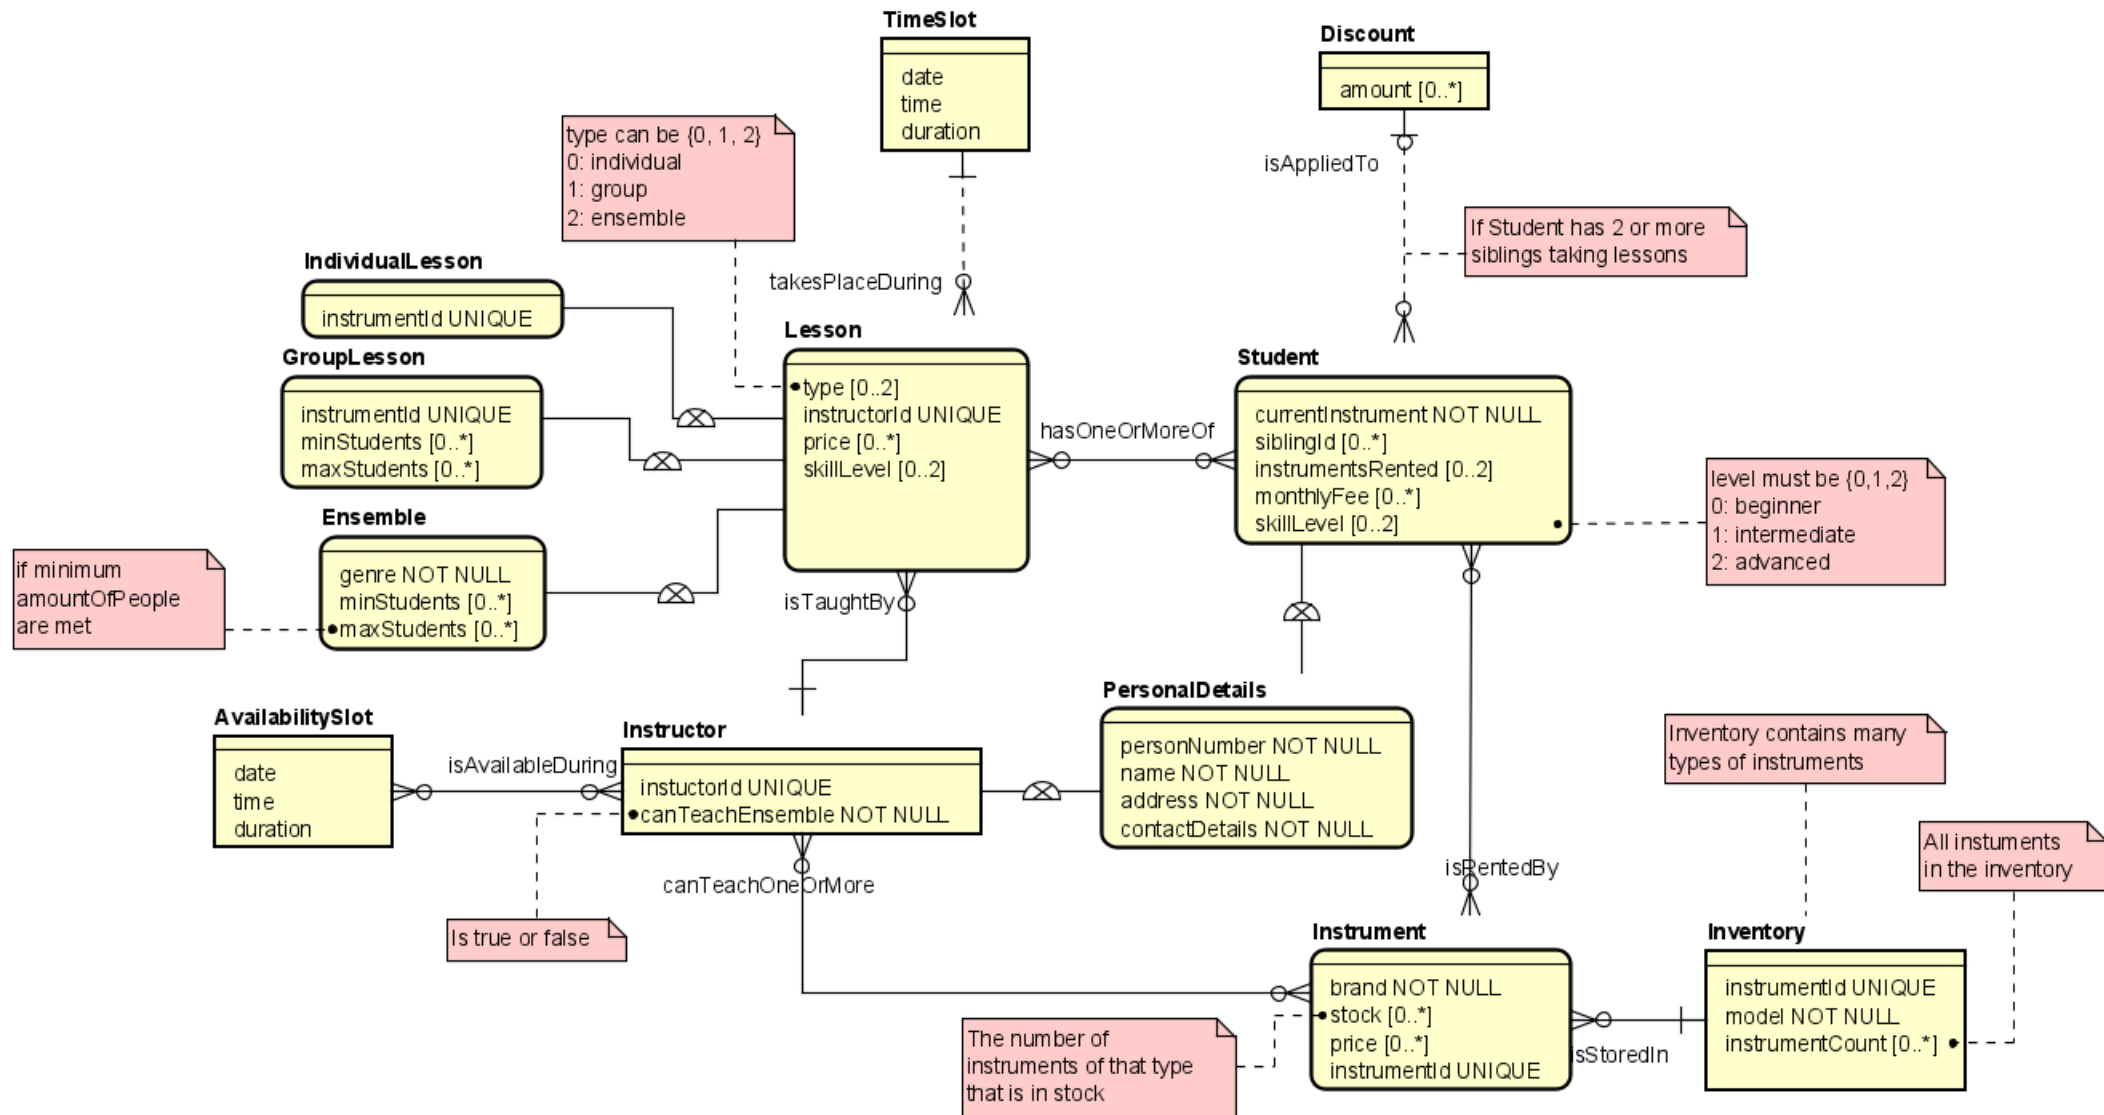 TimeSlot
date
time
duration
Discount
amount [0..*]
isAppliedTo
If Student has 2 or more
siblings taking lessons
type can be {0, 1, 2}
0: individual
1: group
2: ensemble
takesPlaceDuring
IndividualLesson
instrumentId UNIQUE
GroupLesson
instrumentId UNIQUE
minStudents [0..*]
maxStudents [0..*]
Ensemble
genre NOT NULL
minStudents [0..*]
maxStudents [0..*]
if minimum
amountOfPeople
are met
Lesson
type [0..2]
instructorId UNIQUE
price [0..*]
skillLevel [0..2]
hasOneOrMoreOf
Student
currentInstrument NOT NULL
siblingId [0..*]
instrumentsRented [0..2]
monthlyFee [0..*]
skillLevel [0..2]
level must be {0,1,2}
0: beginner
1: intermediate
2: advanced
isTaughtBy
AvailabilitySlot
date
time
duration
isAvailableDuring
Instructor
instuctorId UNIQUE
canTeachEnsemble NOT NULL
PersonalDetails
personNumber NOT NULL
name NOT NULL
address NOT NULL
contactDetails NOT NULL
Inventory contains many
types of instruments
All instuments
in the inventory
canTeachOneOrMore
isRentedBy
Is true or false
Instrument
brand NOT NULL
stock [0..*]
price [0..*]
instrumentId UNIQUE
isStoredIn
Inventory
instrumentId UNIQUE
model NOT NULL
instrumentCount [0..*]
The number of
instruments of that type
that is in stock